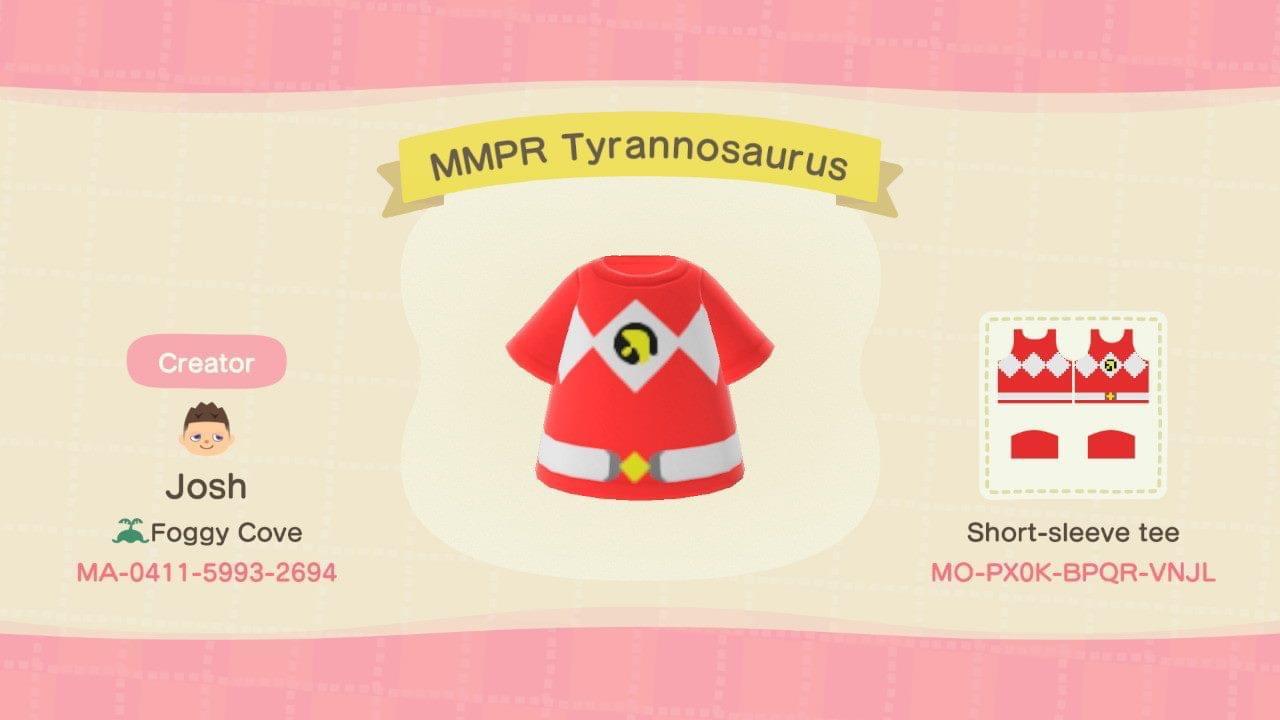 MMPR Tyrannosaurus
Creator
Josh
Foggy Cove
MA-0411-5993-2694
Short-sleeve tee
MO-PX0K-BPQR-VNJL